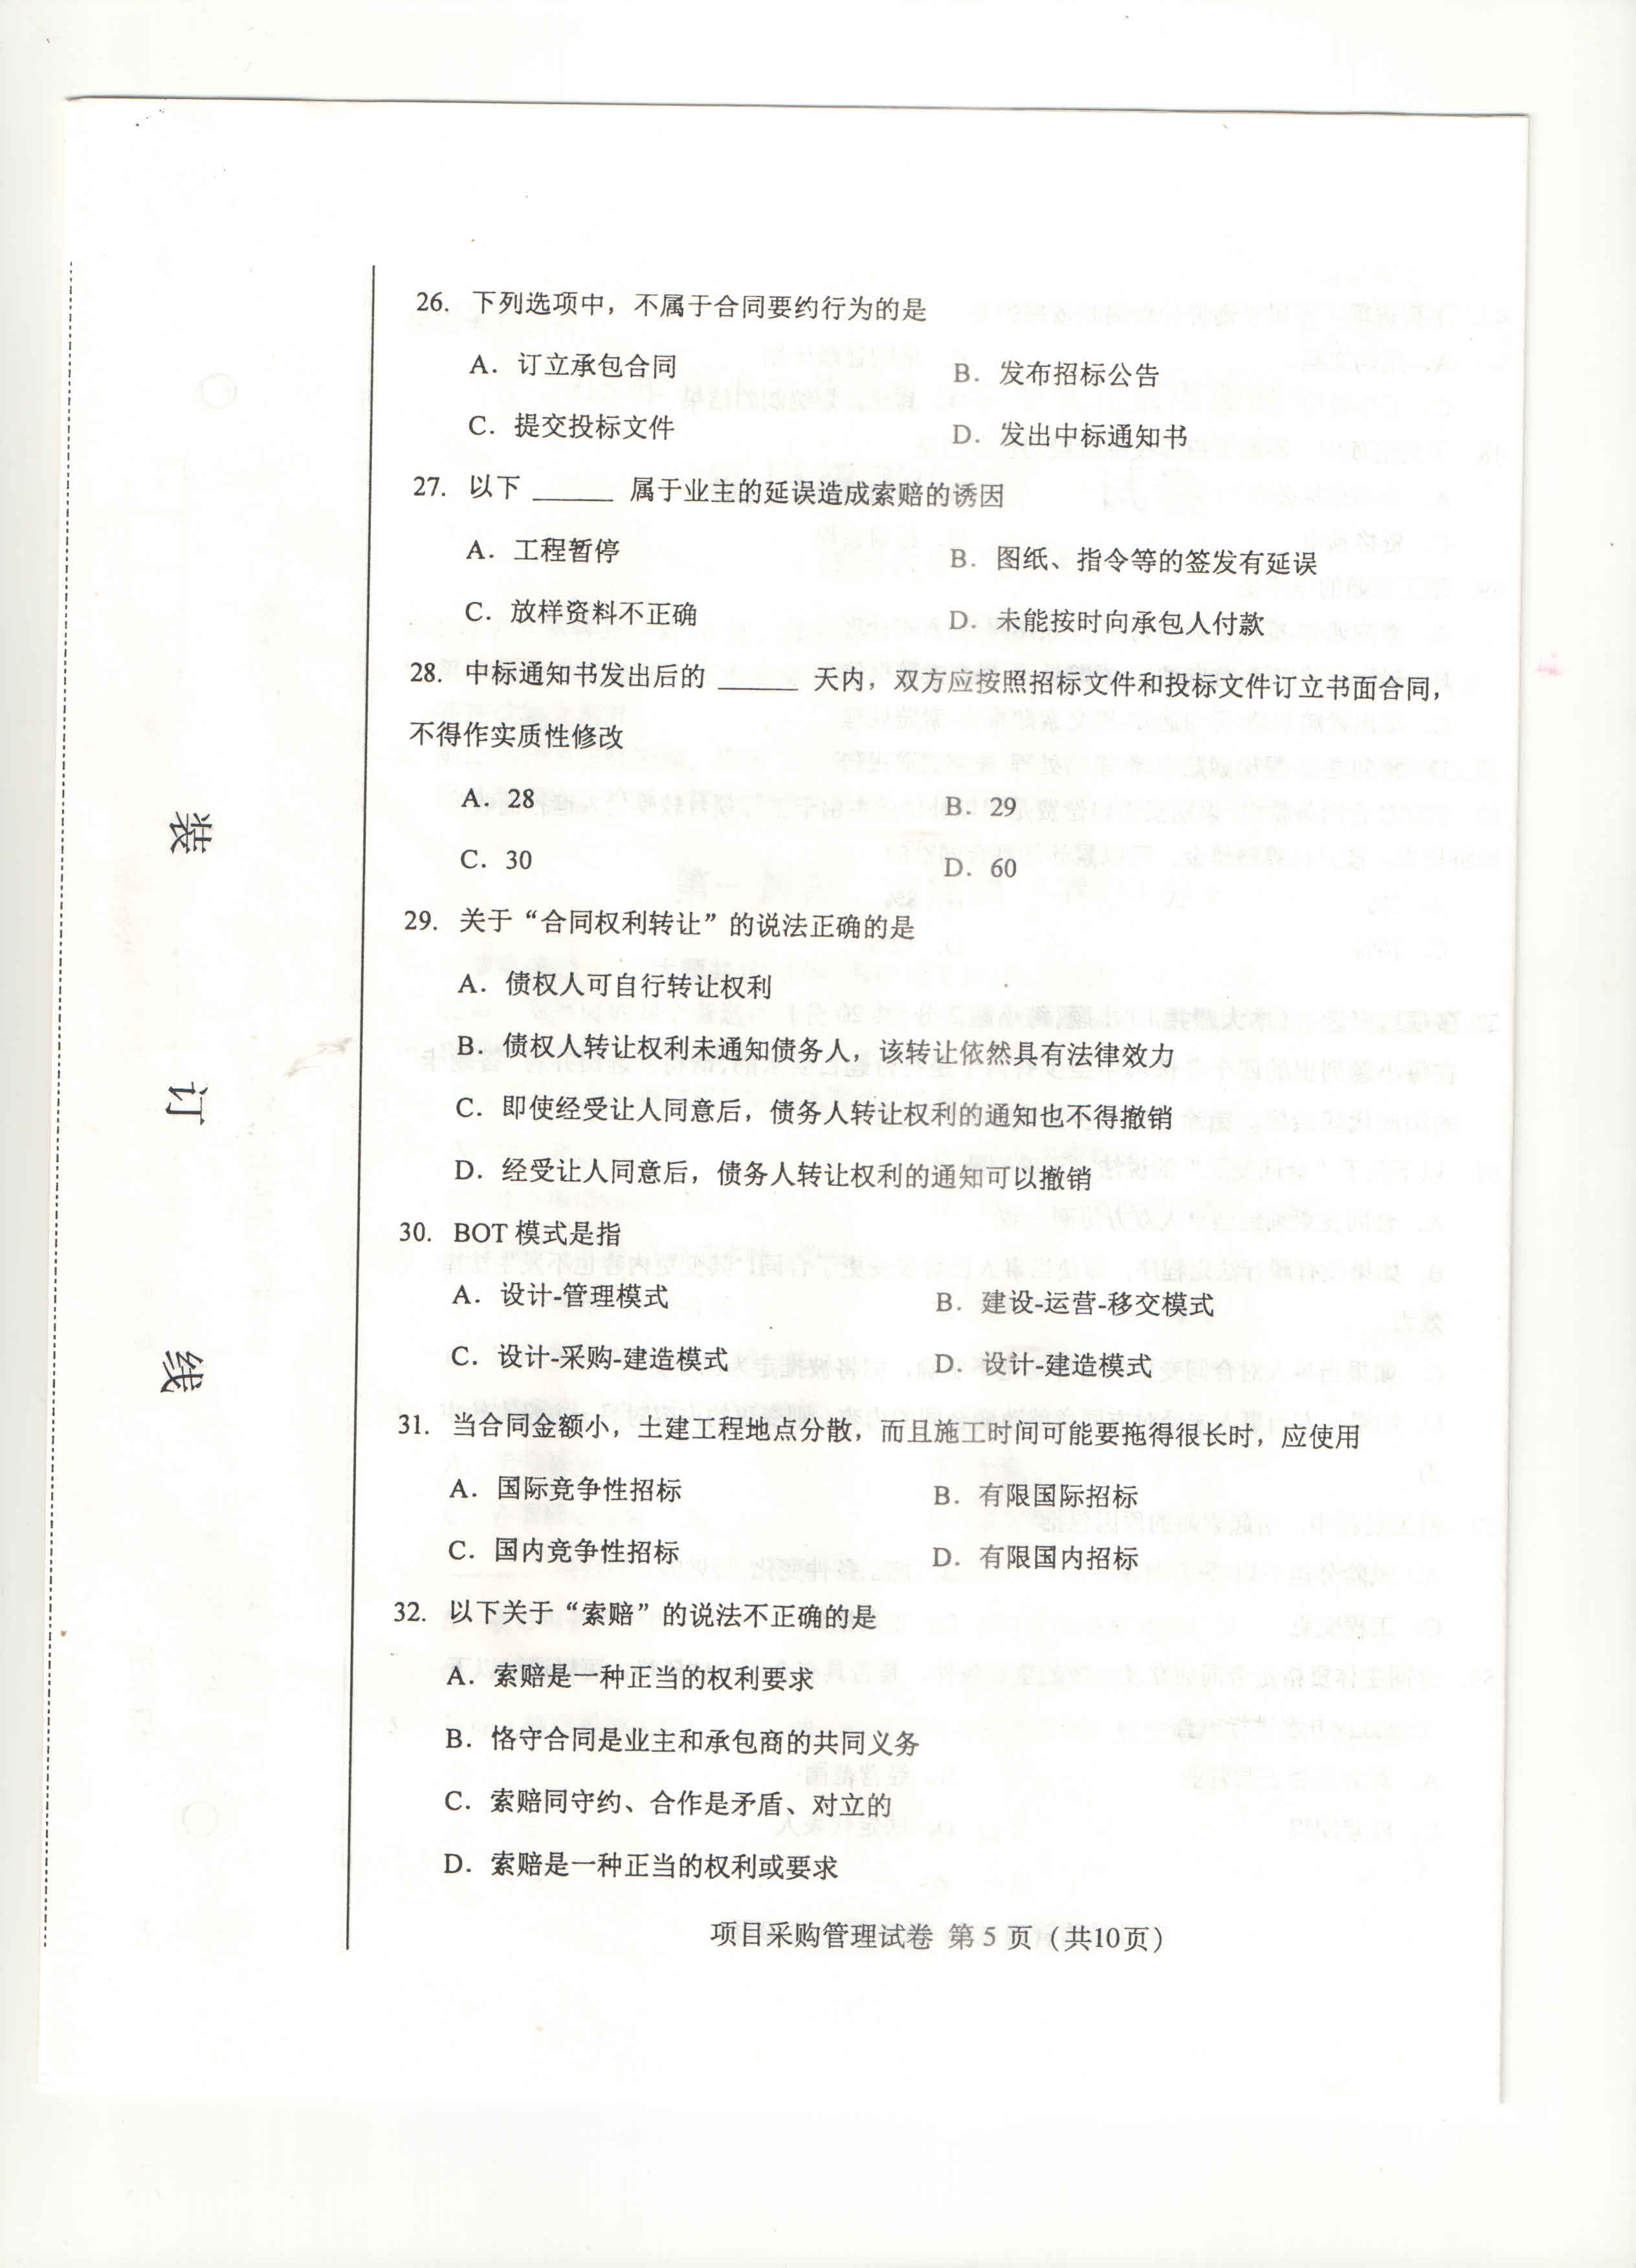 26. 下列选项中，不属于合同要约行为的是
A. 订立承包合同 B. 发布招标公告
C. 提交投标文件 D. 发出中标通知书
27. 以下 ______ 属于业主的延误造成索赔的诱因
A. 工程暂停 B. 图纸、指令等的签发有延误
C. 放样资料不正确 D. 未能按时向承包人付款
28. 中标通知书发出后的 ______ 天内，双方应按照招标文件和投标文件订立书面合同，
不得作实质性修改
A. 28 B. 29
C. 30 D. 60
29. 关于“合同权利转让”的说法正确的是
A. 债权人可自行转让权利
B. 债权人转让权利未通知债务人，该转让依然具有法律效力
C. 即使经受让人同意后，债务人转让权利的通知也不得撤销
D. 经受让人同意后，债务人转让权利的通知可以撤销
30. BOT 模式是指
A. 设计-管理模式 B. 建设-运营-移交模式
C. 设计-采购-建造模式 D. 设计-建造模式
31. 当合同金额小，土建工程地点分散，而且施工时间可能要拖得很长时，应使用
A. 国际竞争性招标 B. 有限国际招标
C. 国内竞争性招标 D. 有限国内招标
32. 以下关于“索赔”的说法不正确的是
A. 索赔是一种正当的权利要求
B. 恪守合同是业主和承包商的共同义务
C. 索赔同守约、合作是矛盾、对立的
D. 索赔是一种正当的权利或要求
项目采购管理试卷 第 5 页（共10页）
装
订
线